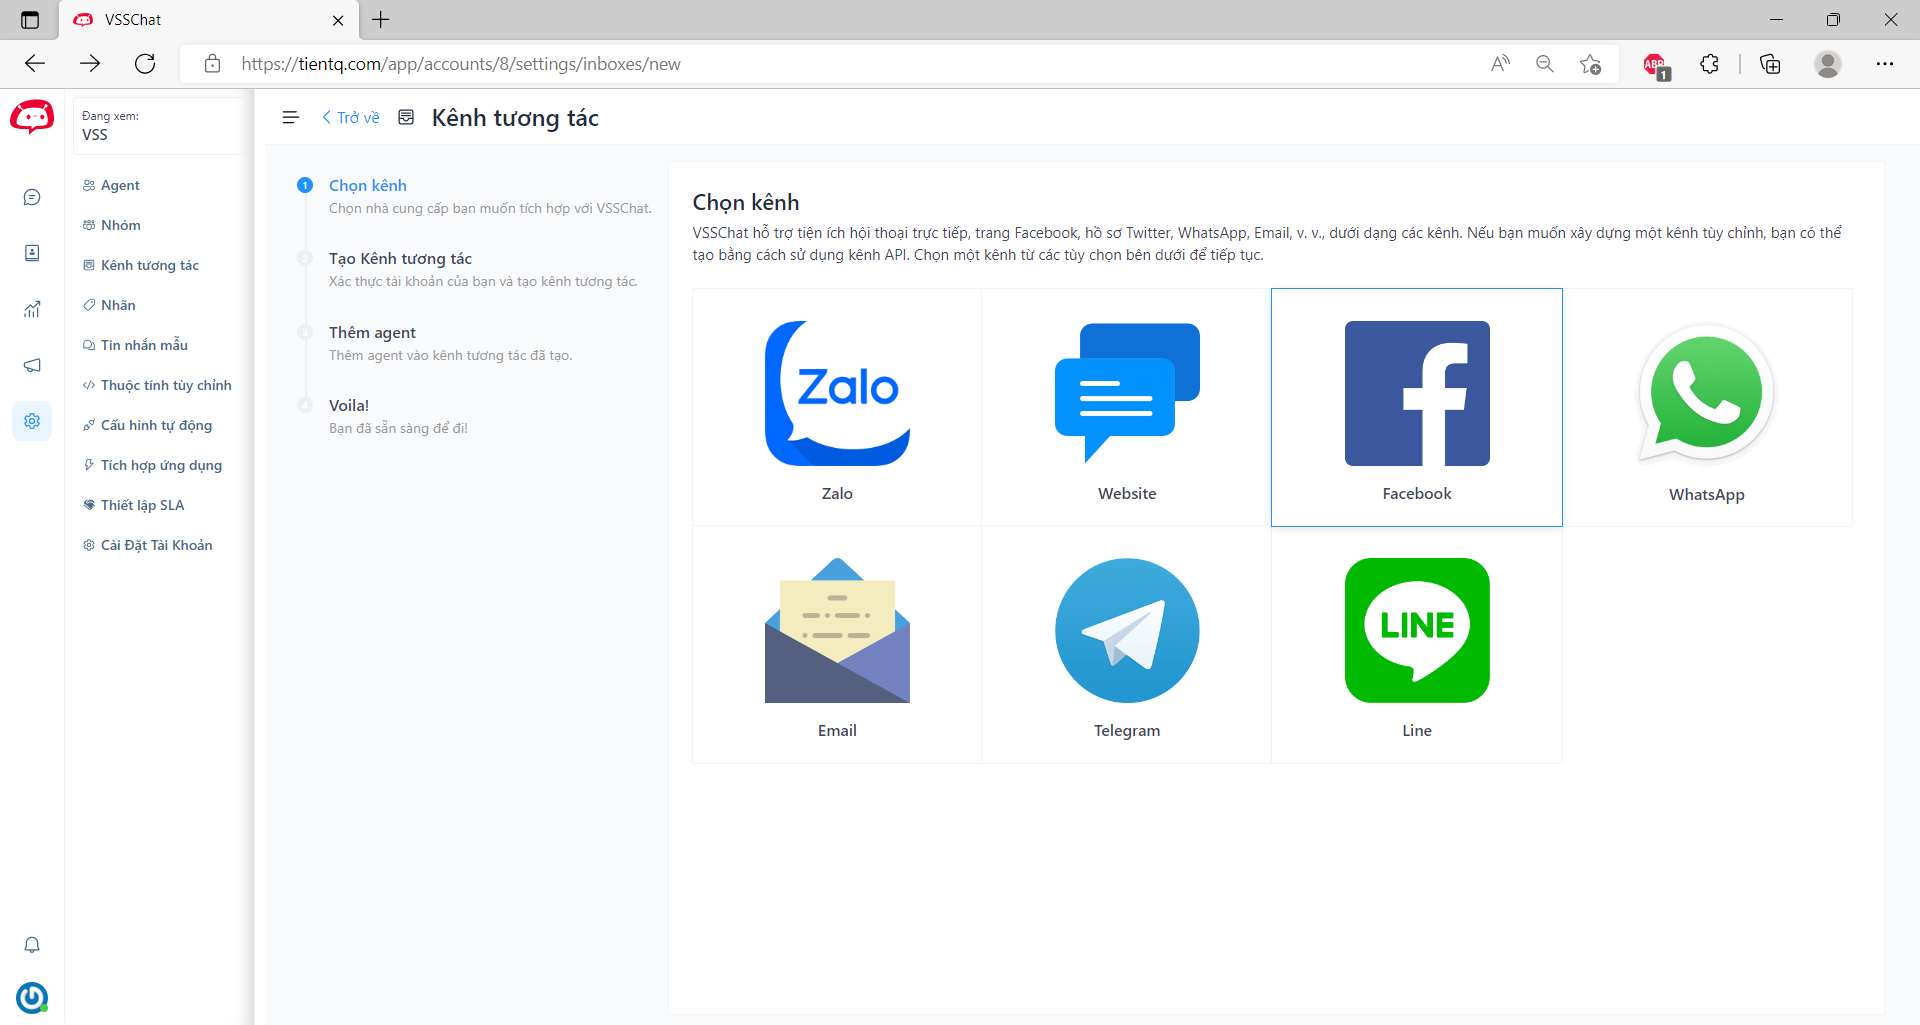 VSSChat
https://tientq.com/app/accounts/8/settings/inboxes/new
ABP
1
Đang xem:
VSS
Trở về
Kênh tương tác
Agent
Nhóm
Kênh tương tác
Nhãn
Tin nhắn mẫu
Thuộc tính tùy chỉnh
Cấu hình tự động
Tích hợp ứng dụng
Thiết lập SLA
Cài Đặt Tài Khoản
1
Chọn kênh
Chọn nhà cung cấp bạn muốn tích hợp với VSSChat.
2
Tạo Kênh tương tác
Xác thực tài khoản của bạn và tạo kênh tương tác.
3
Thêm agent
Thêm agent vào kênh tương tác đã tạo.
4
Voila!
Bạn đã sẵn sàng để đi!
Chọn kênh
VSSChat hỗ trợ tiện ích hội thoại trực tiếp, trang Facebook, hồ sơ Twitter, WhatsApp, Email, v. v., dưới dạng các kênh. Nếu bạn muốn xây dựng một kênh tùy chỉnh, bạn có thể
tạo bằng cách sử dụng kênh API. Chọn một kênh từ các tùy chọn bên dưới để tiếp tục.
Zalo
Zalo
Website
f
Facebook
WhatsApp
Email
Telegram
LINE
Line